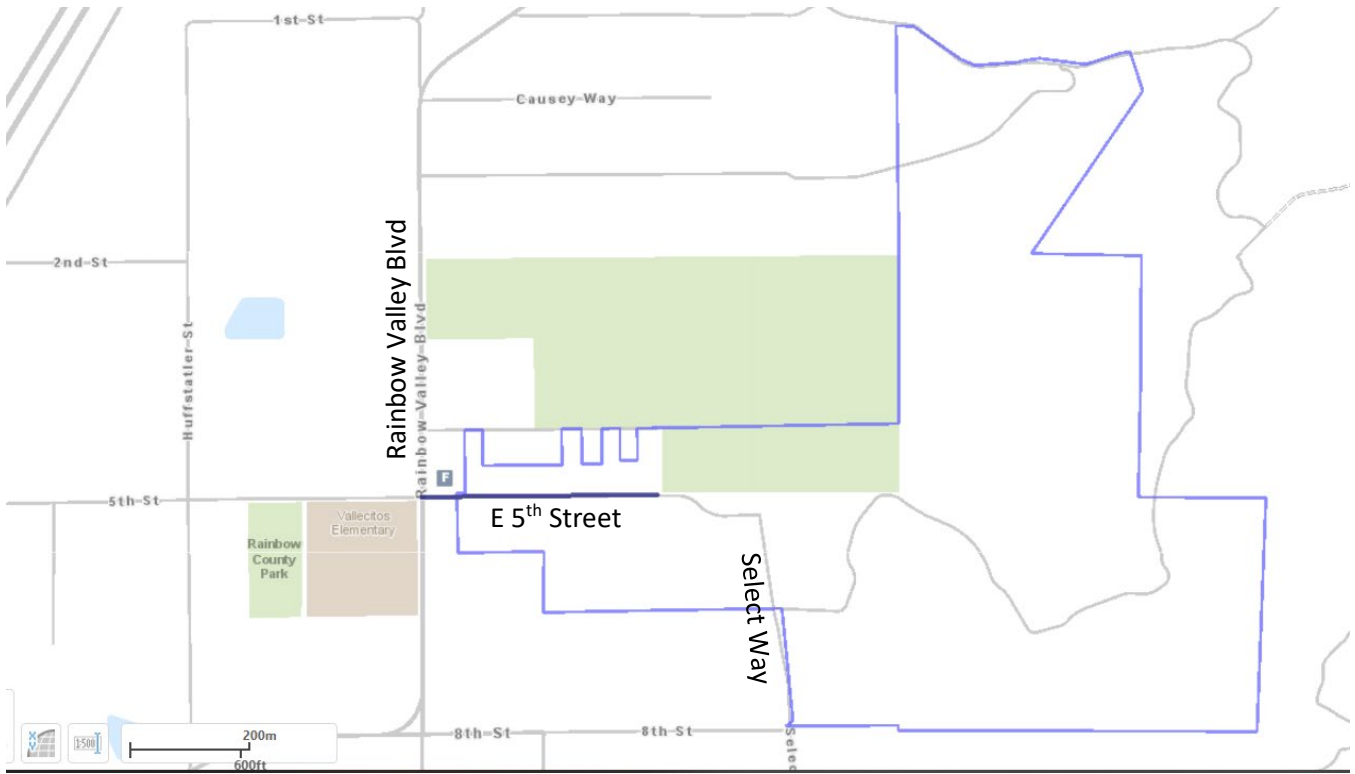 1st St
Causey Way
Rainbow Valley Blvd
2nd St
Rainbow Valley Blvd
Huffstatler St
F
5th St
E 5th Street
Vallecitos
Elementary
Rainbow
County
Park
Select Way
8th St
8th St
Selec
1:500
200m
600ft